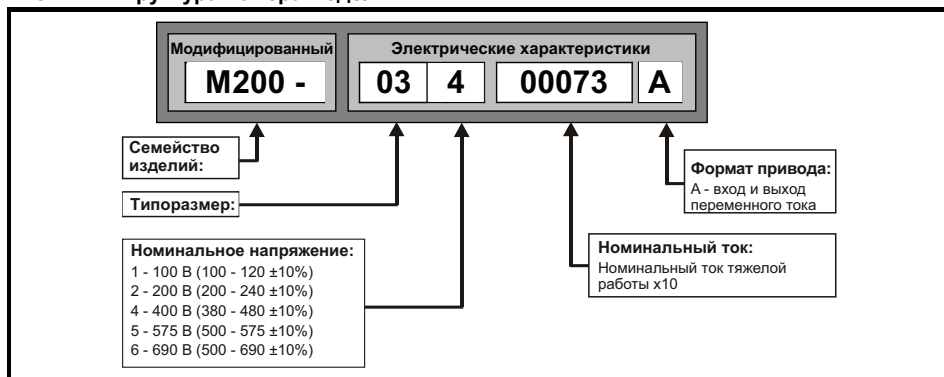 Модифицированный
Электрические характеристики
M200 -
03
4
00073
A
Семейство
изделий:
Типоразмер:
Формат привода:
А - вход и выход
переменного тока
Номинальное напряжение:
1 - 100 В (100 - 120 ±10%)
2 - 200 В (200 - 240 ±10%)
4 - 400 В (380 - 480 ±10%)
5 - 575 В (500 - 575 ±10%)
6 - 690 В (500 - 690 ±10%)
Номинальный ток:
Номинальный ток тяжелой
работы x10